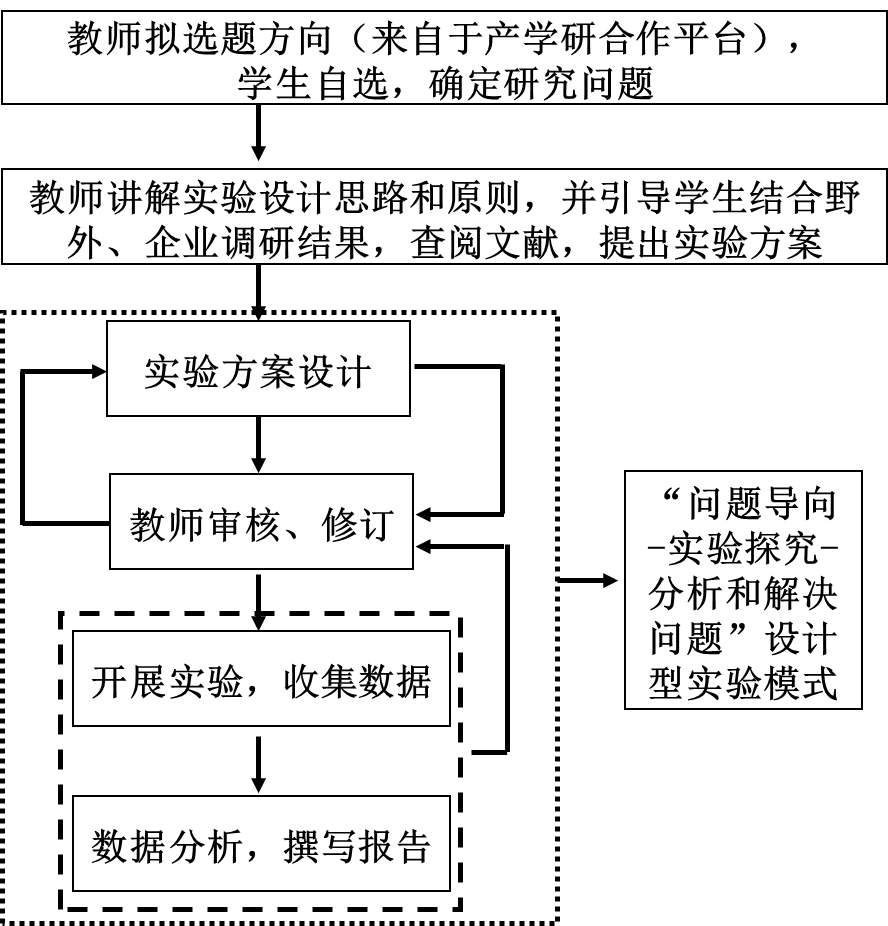 教师拟选题方向（来自于产学研合作平台），
学生自选，确定研究问题
教师讲解实验设计思路和原则，并引导学生结合野
外、企业调研结果，查阅文献，提出实验方案
实验方案设计
教师审核、修订
开展实验，收集数据
数据分析，撰写报告
“问题导向
-实验探究-
分析和解决
问题”设计
型实验模式